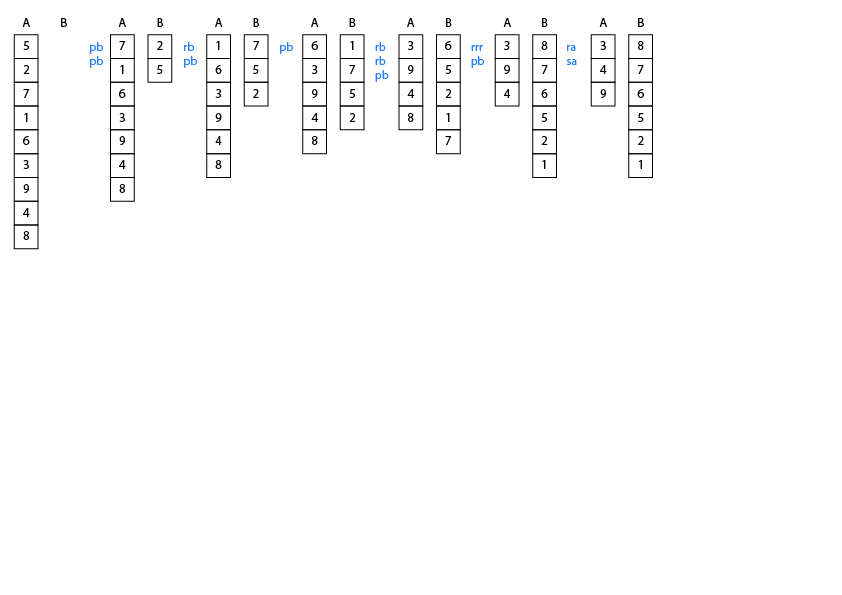 A B A B A B A B A B A B A B
pb 5 7 2 rb 1 7 pb 6 1 rb 3 6 rrr 3 8 ra 3 8
pb 2 1 5 pb 6 5 3 7 rb 9 5 pb 9 7 sa 4 7
7 6 3 2 9 5 pb 4 2 4 6 9 6
1 3 9 4 2 8 1 5 5
6 9 4 8 7 2 2
3 4 8 1 1
9 8
4
8